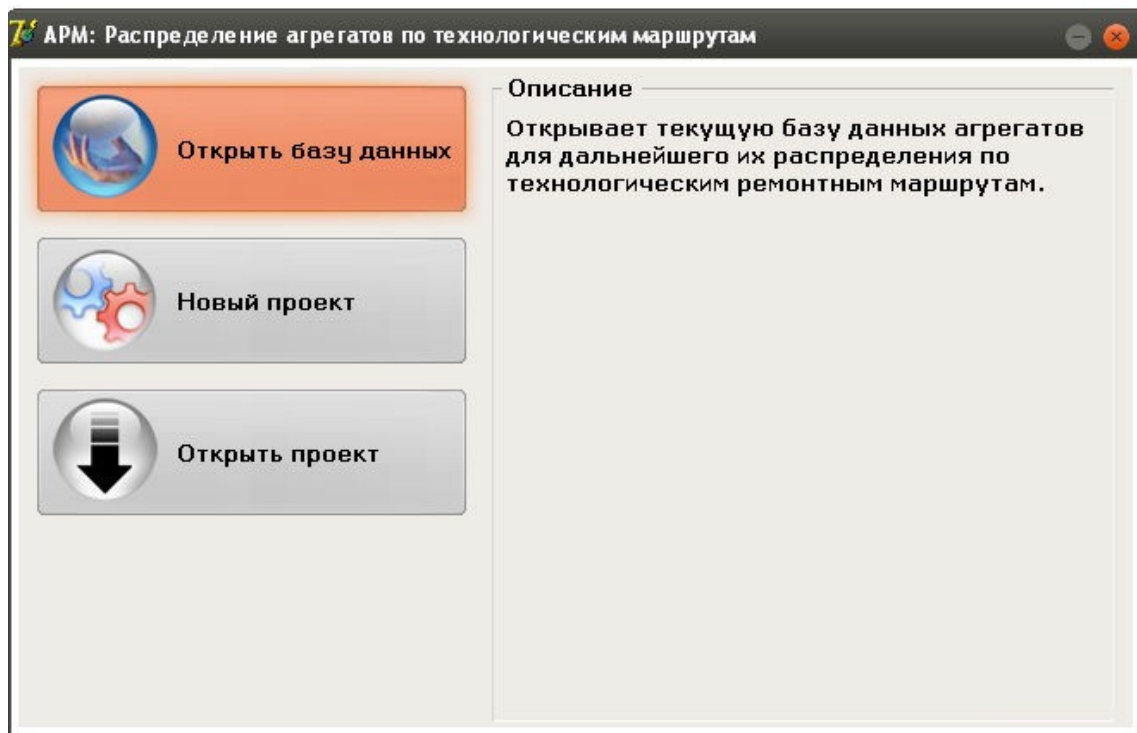 АРМ: Распределение агрегатов по технологическим маршрутам
Открыть базу данных
Новый проект
Открыть проект
Описание
Открывает текущую базу данных агрегатов
для дальнейшего их распределения по
технологическим ремонтным маршрутам.